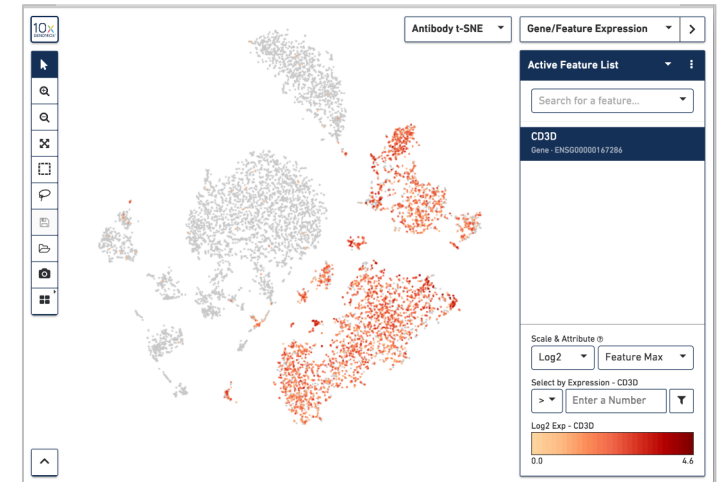 10x
GENOMICS
Antibody t-SNE
Gene/Feature Expression
Active Feature List
Search for a feature...
CD3D
Gene - ENSG00000167286
Scale & Attribute
Log2
Feature Max
Select by Expression - CD3D
>
Enter a Number
Log2 Exp - CD3D
0.0
4.6